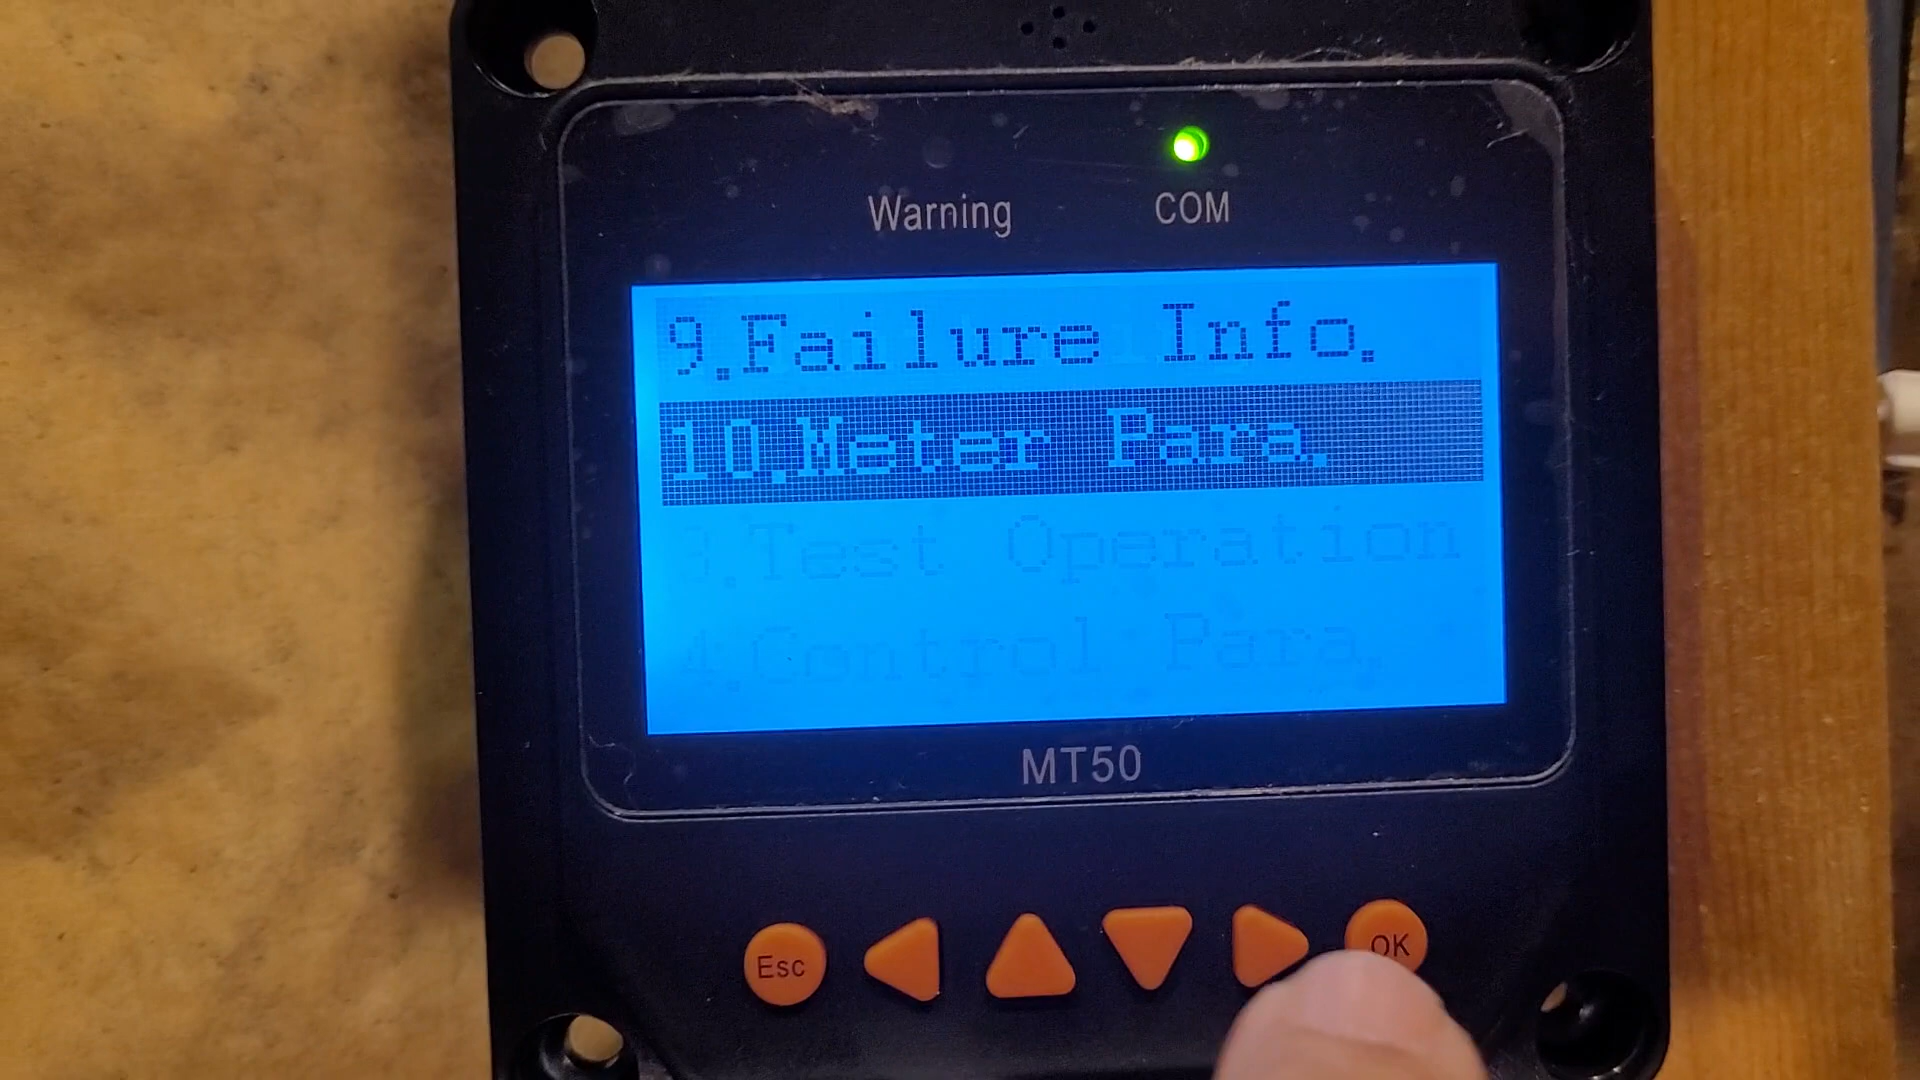 Warning COM
9.Failure Info.
10.Meter Para.
3.Test Operation
4.Control Para.
MT50
Esc OK